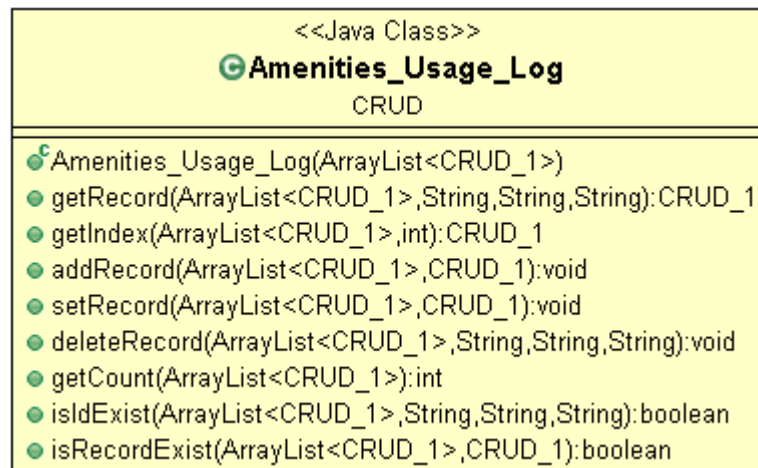 <<Java Class>>
Amenities_Usage_Log
CRUD
Amenities_Usage_Log(ArrayList<CRUD_1>)
getRecord(ArrayList<CRUD_1>,String,String,String):CRUD_1
getIndex(ArrayList<CRUD_1>,int):CRUD_1
addRecord(ArrayList<CRUD_1>,CRUD_1):void
setRecord(ArrayList<CRUD_1>,CRUD_1):void
deleteRecord(ArrayList<CRUD_1>,String,String,String):void
getCount(ArrayList<CRUD_1>):int
isIdExist(ArrayList<CRUD_1>,String,String,String):boolean
isRecordExist(ArrayList<CRUD_1>,CRUD_1):boolean